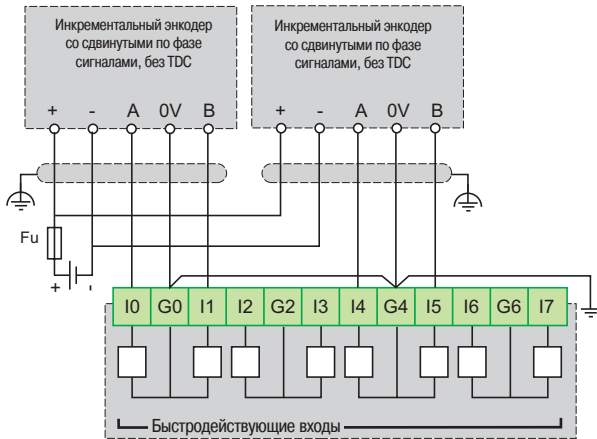 Инкрементальный энкодер
со сдвинутыми по фазе
сигналами, без TDC
Инкрементальный энкодер
со сдвинутыми по фазе
сигналами, без TDC
+ - A 0V B
+ - A 0V B
Fu
+ -
I0 G0 I1 I2 G2 I3 I4 G4 I5 I6 G6 I7
Быстродействующие входы